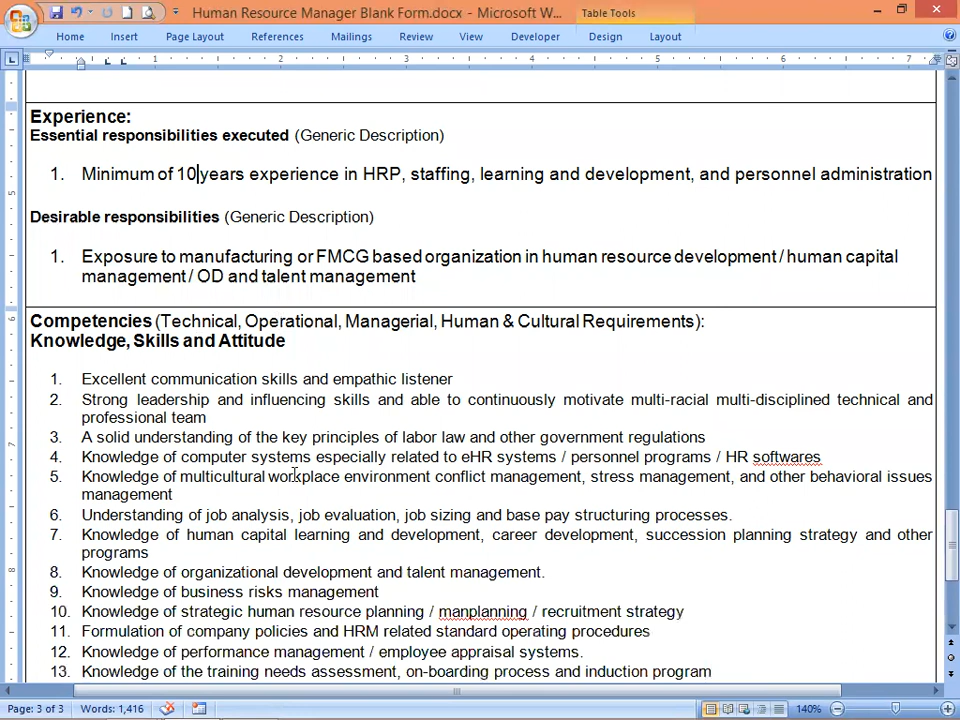 Human Resource Manager Blank Form.docx - Microsoft W... Table Tools
Home Insert Page Layout References Mailings Review View Developer Design Layout
1 2 3 4 5 6 7
Experience:
Essential responsibilities executed (Generic Description)
1. Minimum of 10 years experience in HRP, staffing, learning and development, and personnel administration
Desirable responsibilities (Generic Description)
1. Exposure to manufacturing or FMCG based organization in human resource development / human capital
management / OD and talent management
Competencies (Technical, Operational, Managerial, Human & Cultural Requirements):
Knowledge, Skills and Attitude
1. Excellent communication skills and empathic listener
2. Strong leadership and influencing skills and able to continuously motivate multi-racial multi-disciplined technical and
professional team
3. A solid understanding of the key principles of labor law and other government regulations
4. Knowledge of computer systems especially related to eHR systems / personnel programs / HR softwares
5. Knowledge of multicultural workplace environment conflict management, stress management, and other behavioral issues
management
6. Understanding of job analysis, job evaluation, job sizing and base pay structuring processes.
7. Knowledge of human capital learning and development, career development, succession planning strategy and other
programs
8. Knowledge of organizational development and talent management.
9. Knowledge of business risks management
10. Knowledge of strategic human resource planning / manplanning / recruitment strategy
11. Formulation of company policies and HRM related standard operating procedures
12. Knowledge of performance management / employee appraisal systems.
13. Knowledge of the training needs assessment, on-boarding process and induction program
Page: 3 of 3 Words: 1,416 140%